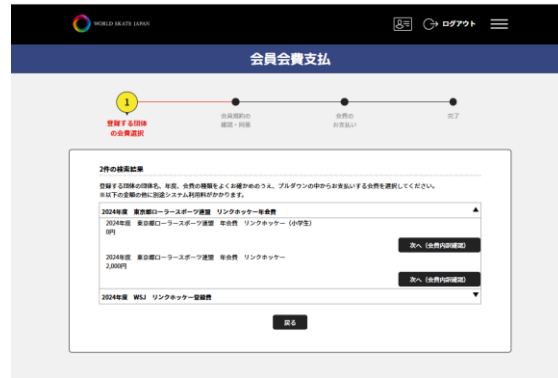 WORLD SKATE JAPAN
ログアウト
会員会費支払
1
登録する団体
の会費選択
会員規約の
確認・同意
会費の
お支払い
完了
2件の検索結果
登録する団体の団体名、年度、会費の種類をよくお確かめのうえ、プルダウンの中からお支払いする会費を選択してください。
※以下の金額の他に別途システム利用料がかかります。
2024年度 東京都ローラースポーツ連盟 リンクホッケー年会費 ▲
2024年度 東京都ローラースポーツ連盟 年会費 リンクホッケー（小学生）
0円
次へ（会費内訳確認）
2024年度 東京都ローラースポーツ連盟 年会費 リンクホッケー
2,000円
次へ（会費内訳確認）
2024年度 WSJ リンクホッケー登録費 ▼
戻る